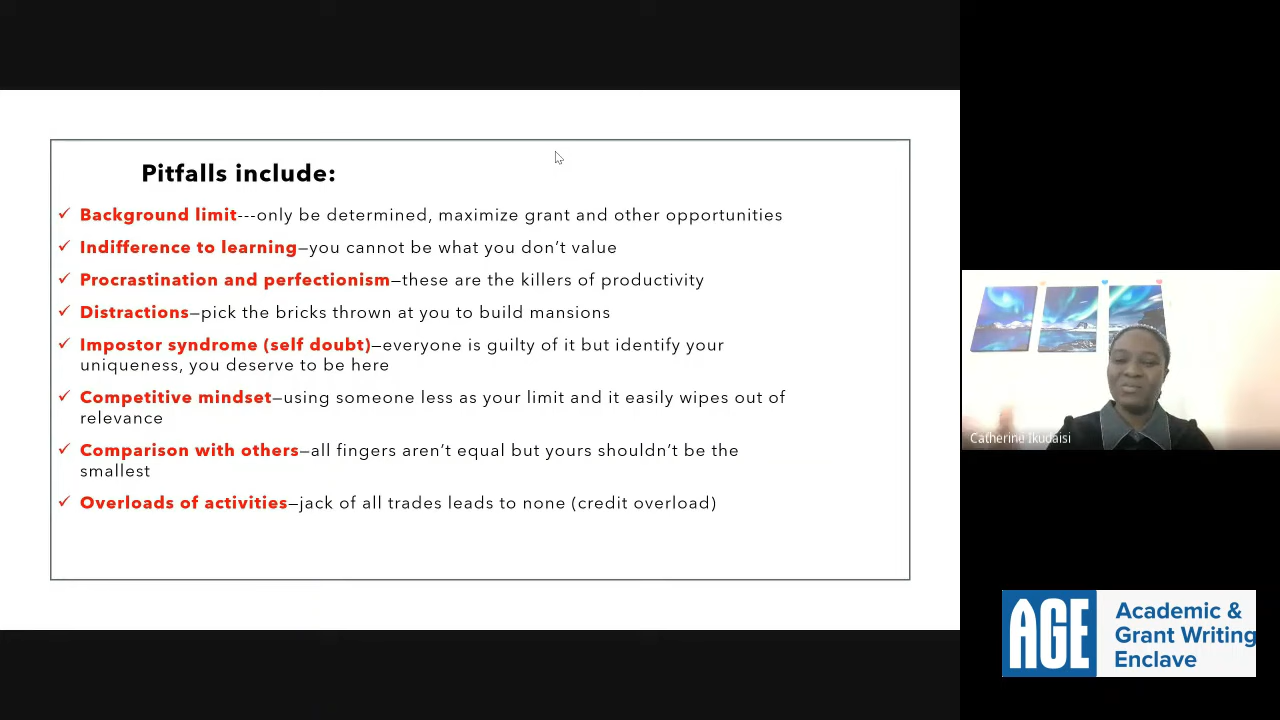 Pitfalls include:
✓ Background limit---only be determined, maximize grant and other opportunities
✓ Indifference to learning—you cannot be what you don’t value
✓ Procrastination and perfectionism—these are the killers of productivity
✓ Distractions—pick the bricks thrown at you to build mansions
✓ Impostor syndrome (self doubt)—everyone is guilty of it but identify your
uniqueness, you deserve to be here
✓ Competitive mindset—using someone less as your limit and it easily wipes out of
relevance
✓ Comparison with others—all fingers aren’t equal but yours shouldn’t be the
smallest
✓ Overloads of activities—jack of all trades leads to none (credit overload)
Catherine Ikudaisi
AGE
Academic &
Grant Writing
Enclave